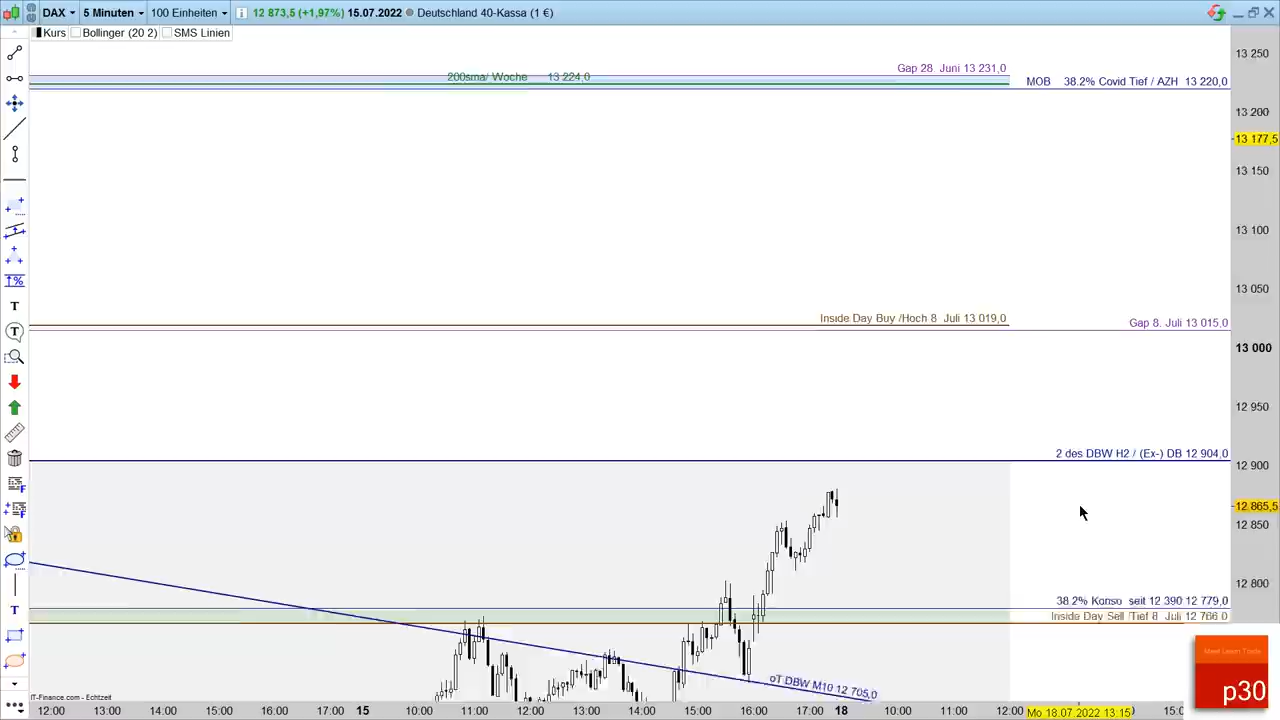 DAX 5 Minuten 100 Einheiten i 12 873,5 (+1,97%) 15.07.2022 Deutschland 40-Kassa (1 €)
Kurs Bollinger (20 2) SMS Linien
13 250
Gap 28. Juni 13 231,0
200sma/ Woche 13 224,0
MOB 38.2% Covid Tief / AZH 13 220,0
13 200
13 177,5
13 150
13 100
13 050
Inside Day Buy /Hoch 8 Juli 13 019,0
Gap 8. Juli 13 015,0
13 000
12 950
2 des DBW H2 / (Ex-) DB 12 904,0
12 900
12 865,5
12 850
12 800
38.2% Konso seit 12 390 12 779,0
Inside Day Sell /Tief 8 Juli 12 766 0
oT DBW M10 12 705,0
IT-Finance.com - Echtzeit
12:00 13:00 14:00 15:00 16:00 17:00 15 10:00 11:00 12:00 13:00 14:00 15:00 16:00 17:00 18 10:00 11:00 12:00 Mo 18.07.2022 13:15 15:0
p30